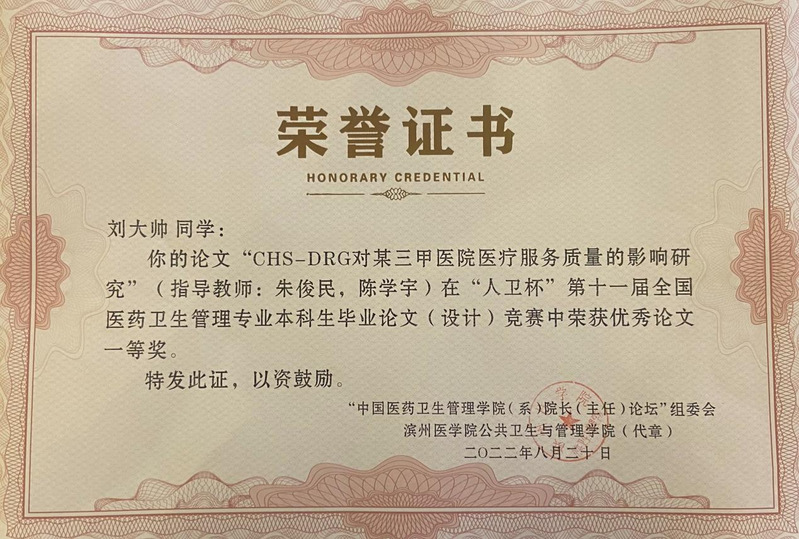 荣誉证书
HONORARY CREDENTIAL
刘大帅 同学：
你的论文“CHS-DRG对某三甲医院医疗服务质量的影响研
究”（指导教师：朱俊民，陈学宇）在“人卫杯”第十一届全国
医药卫生管理专业本科生毕业论文（设计）竞赛中荣获优秀论文
一等奖。
特发此证，以资鼓励。
“中国医药卫生管理学院（系）院长（主任）论坛”组委会
滨州医学院公共卫生与管理学院（代章）
二〇二二年八月二十日